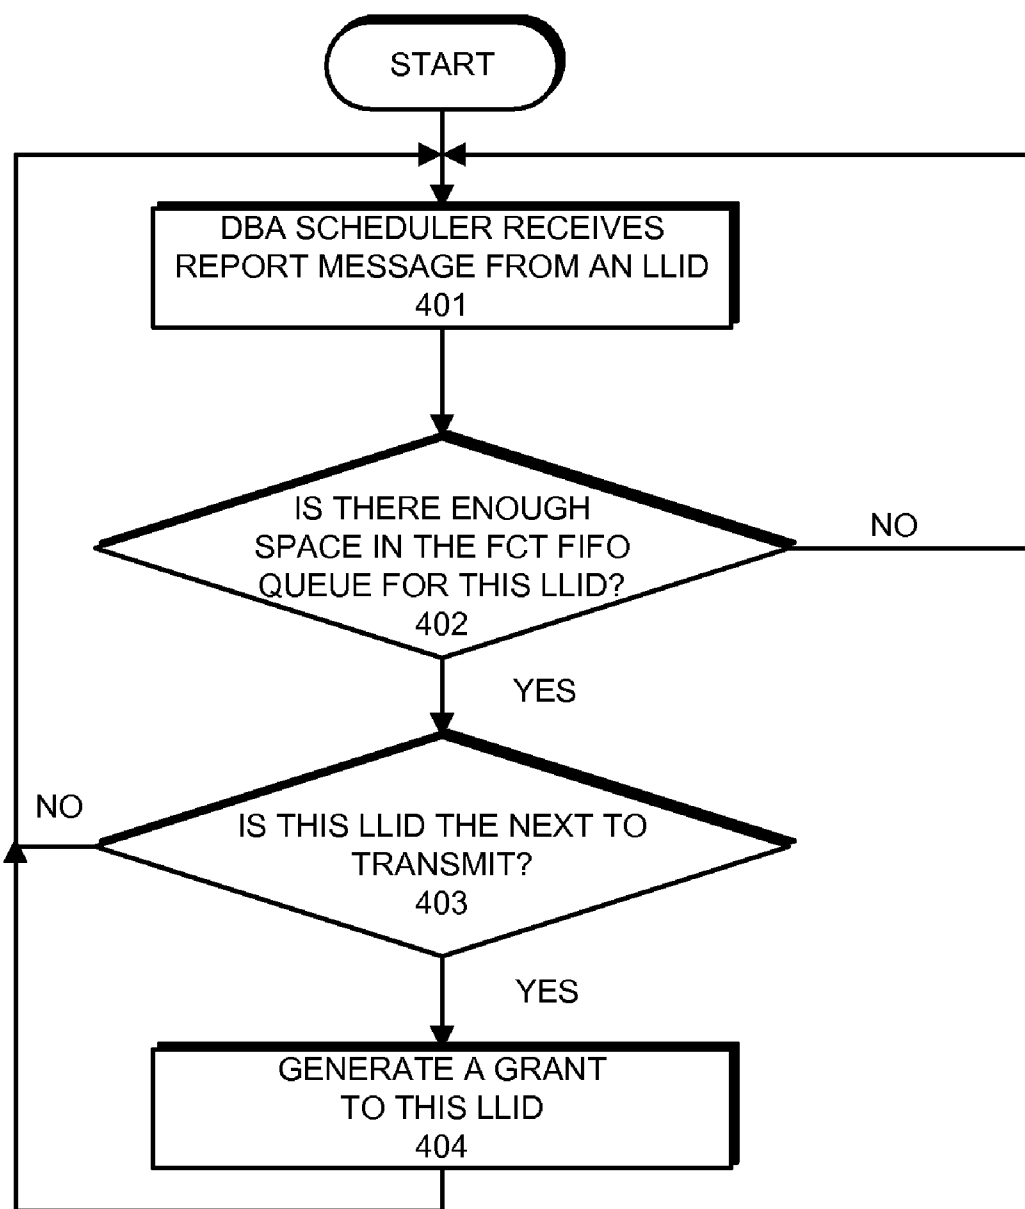 START
DBA SCHEDULER RECEIVES
REPORT MESSAGE FROM AN LLID
401
IS THERE ENOUGH
SPACE IN THE FCT FIFO
QUEUE FOR THIS LLID?
402
NO
YES
NO
IS THIS LLID THE NEXT TO
TRANSMIT?
403
YES
GENERATE A GRANT
TO THIS LLID
404